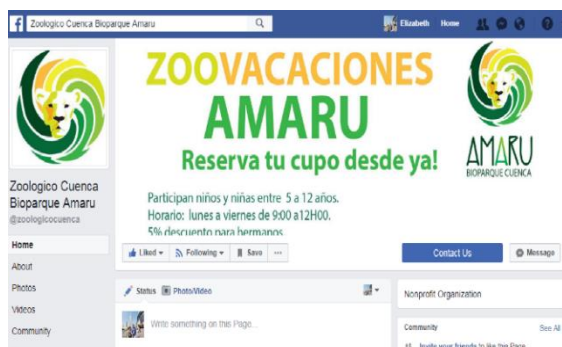 Zoologico Cuenca Bioparque Amaru
Elizabeth Home
ZOOVACACIONES
AMARU
Reserva tu cupo desde ya!
Participan niños y niñas entre 5 a 12 años.
Horario: lunes a viernes de 9:00 a12H00.
5% descuento para hermanos
AMARU
BIOPARQUE CUENCA
Zoologico Cuenca
Bioparque Amaru
@zoologicocuenca
Home
About
Photos
Videos
Community
Liked Following Save ...
Contact Us
Message
Status Photo/Video
Write something on this Page...
Nonprofit Organization
Community See All
Invite your friends to like this Page